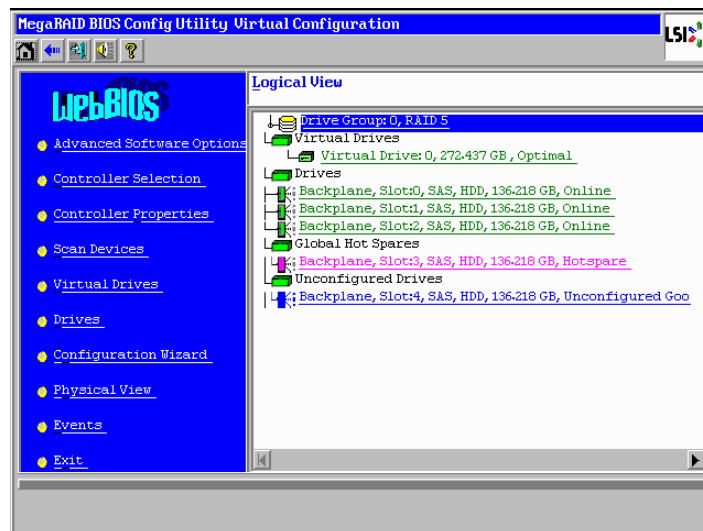 MegaRAID BIOS Config Utility Virtual Configuration
LSI
WebBIOS
Advanced Software Options
Controller Selection
Controller Properties
Scan Devices
Virtual Drives
Drives
Configuration Wizard
Physical View
Events
Exit
Logical View
Drive Group: 0, RAID 5
Virtual Drives
Virtual Drive: 0, 272.437 GB , Optimal
Drives
Backplane, Slot:0, SAS, HDD, 136.218 GB, Online
Backplane, Slot:1, SAS, HDD, 136.218 GB, Online
Backplane, Slot:2, SAS, HDD, 136.218 GB, Online
Global Hot Spares
Backplane, Slot:3, SAS, HDD, 136.218 GB, Hotspare
Unconfigured Drives
Backplane, Slot:4, SAS, HDD, 136.218 GB, Unconfigured Goo